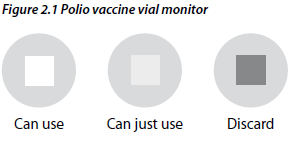 Figure 2.1 Polio vaccine vial monitor
Can use
Can just use
Discard